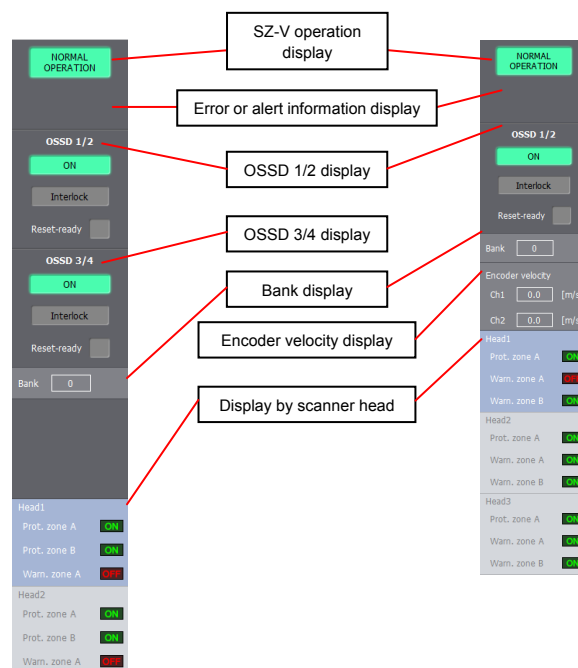 SZ-V operation
display
Error or alert information display
OSSD 1/2 display
OSSD 3/4 display
Bank display
Encoder velocity display
Display by scanner head
NORMAL
OPERATION
OSSD 1/2
ON
Interlock
Reset-ready
OSSD 3/4
ON
Interlock
Reset-ready
Bank 0
Head1
Prot. zone A ON
Prot. zone B ON
Warn. zone A OFF
Head2
Prot. zone A ON
Prot. zone B ON
Warn. zone A OFF
NORMAL
OPERATION
OSSD 1/2
ON
Interlock
Reset-ready
Bank 0
Encoder velocity
Ch1 0.0 [m/s
Ch2 0.0 [m/s
Head1
Prot. zone A ON
Warn. zone A OFF
Warn. zone B ON
Head2
Prot. zone A ON
Warn. zone A ON
Warn. zone B ON
Head3
Prot. zone A ON
Warn. zone A ON
Warn. zone B ON